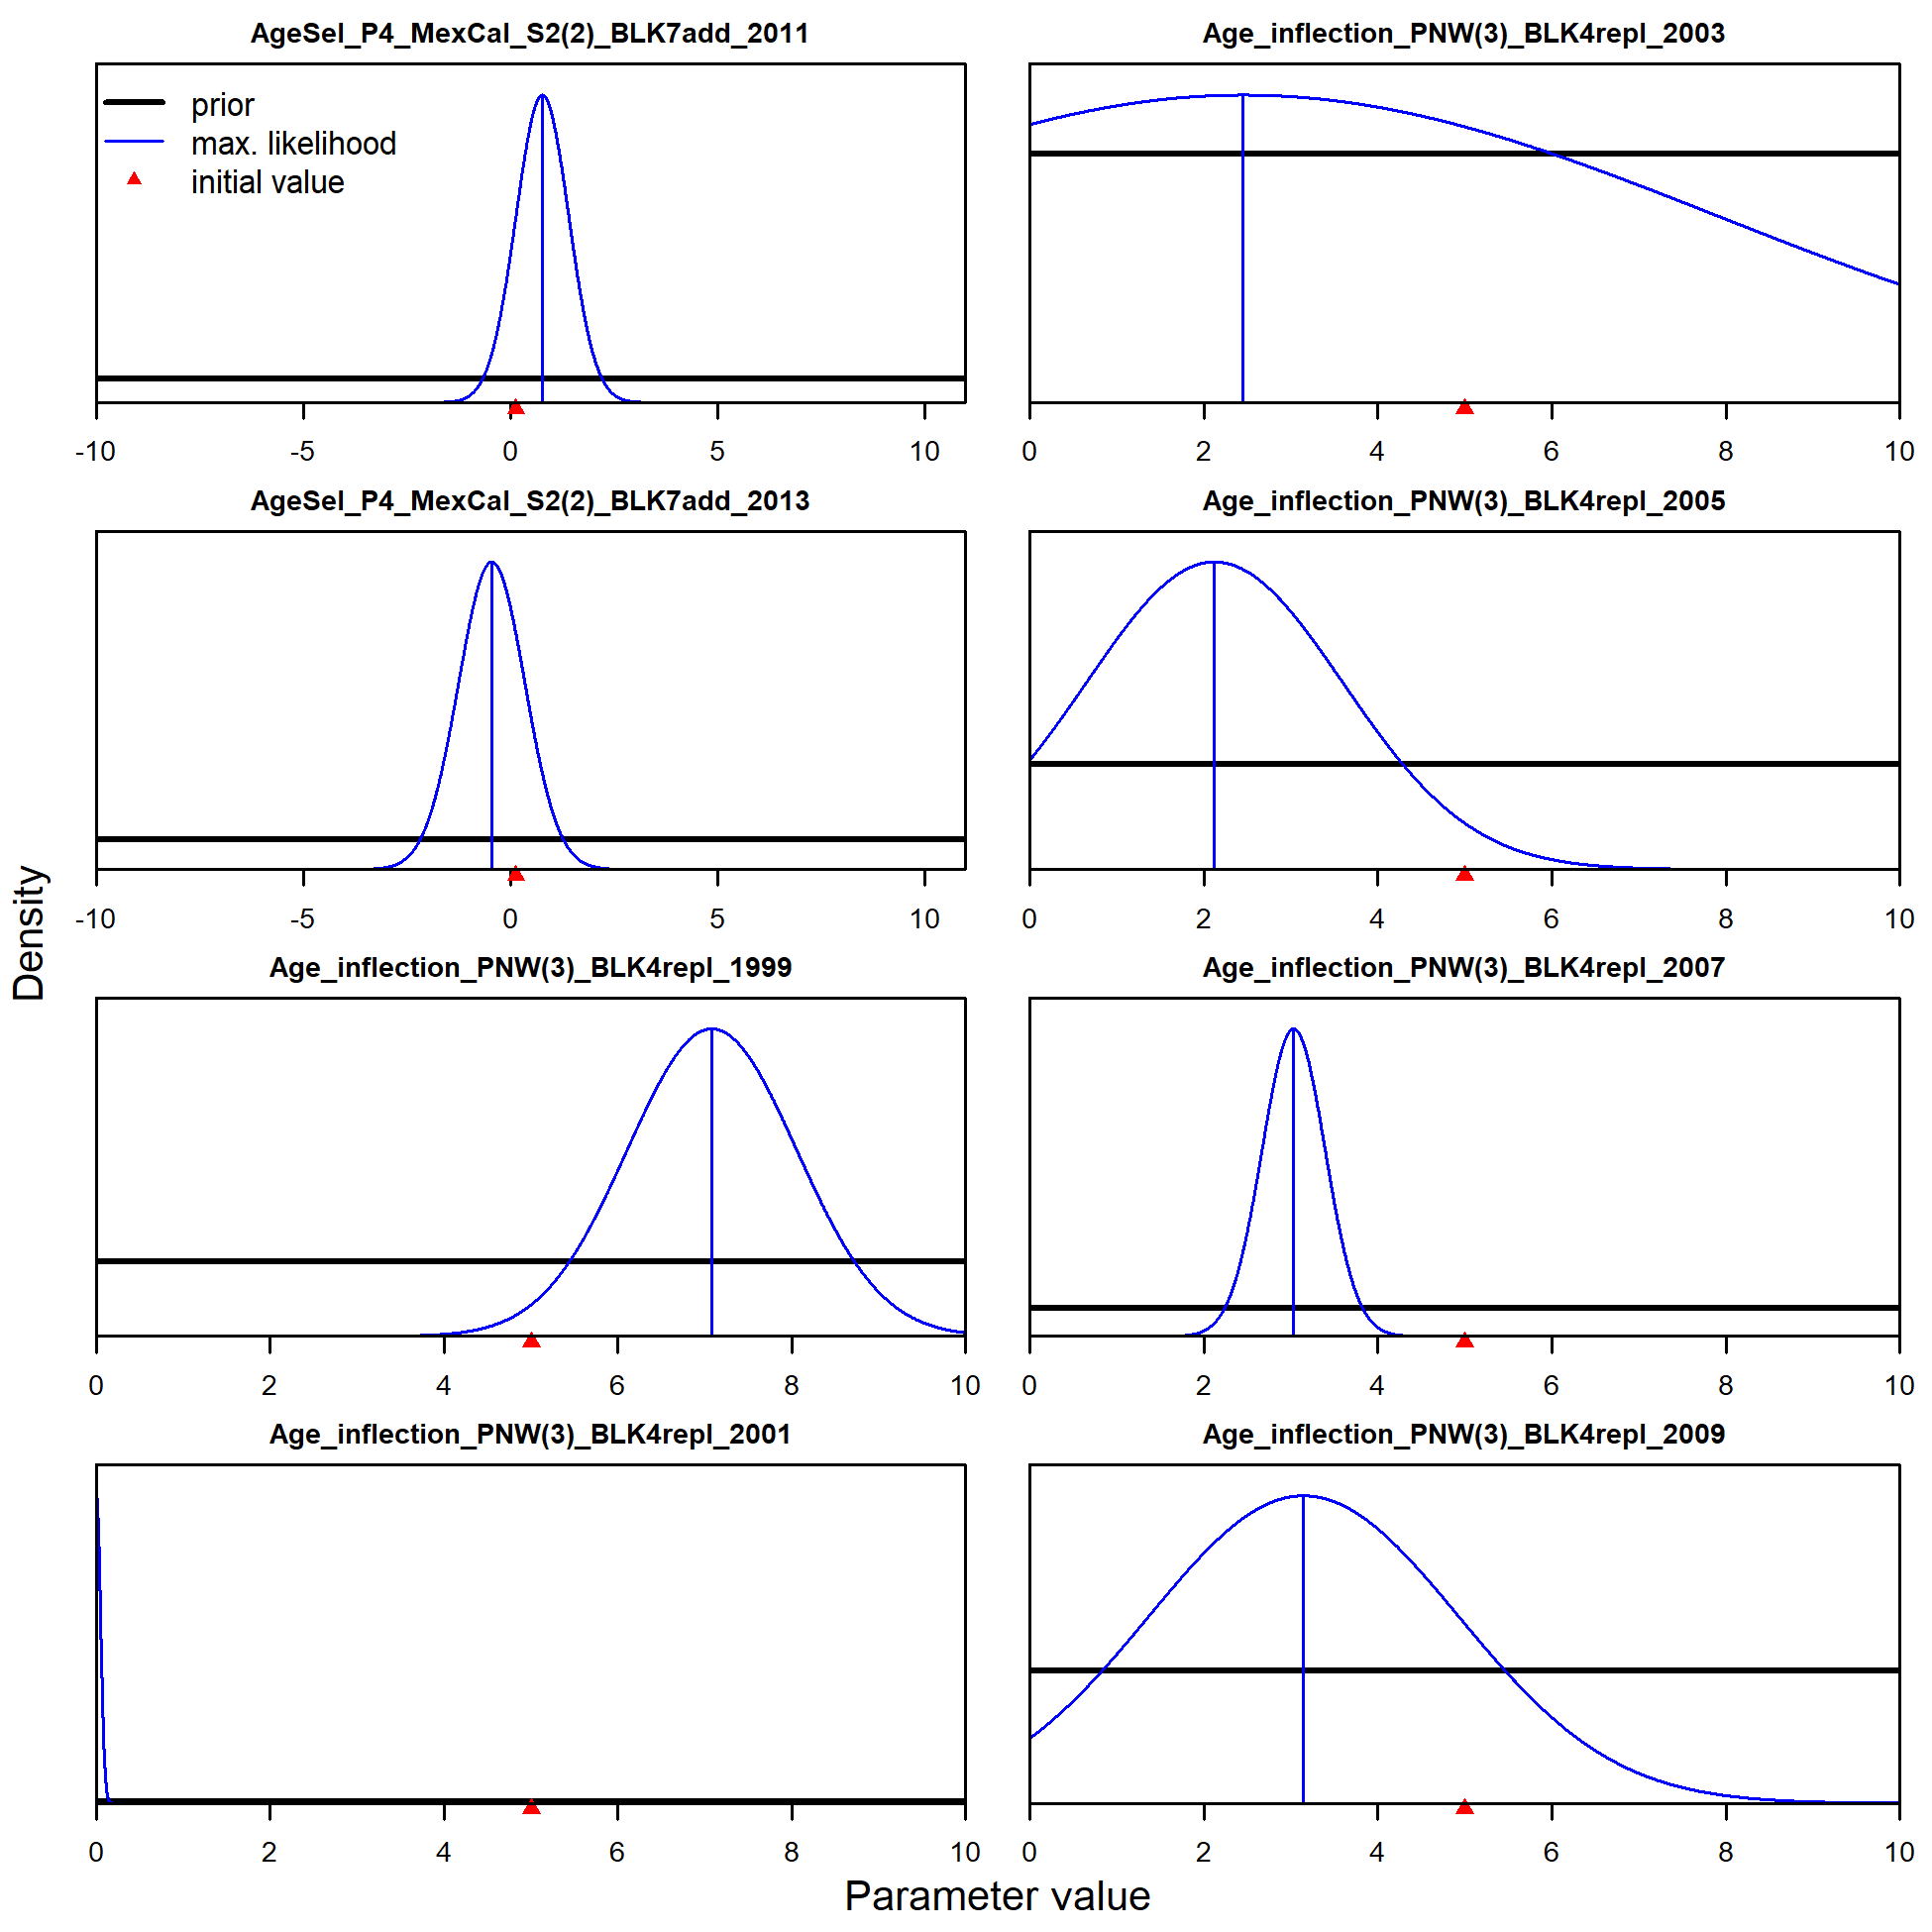 AgeSel_P4_MexCal_S2(2)_BLK7add_2011
prior
max. likelihood
initial value
-10 -5 0 5 10
Age_inflection_PNW(3)_BLK4repl_2003
0 2 4 6 8 10
AgeSel_P4_MexCal_S2(2)_BLK7add_2013
-10 -5 0 5 10
Age_inflection_PNW(3)_BLK4repl_2005
0 2 4 6 8 10
Density
Age_inflection_PNW(3)_BLK4repl_1999
0 2 4 6 8 10
Age_inflection_PNW(3)_BLK4repl_2007
0 2 4 6 8 10
Age_inflection_PNW(3)_BLK4repl_2001
0 2 4 6 8 10
Age_inflection_PNW(3)_BLK4repl_2009
0 2 4 6 8 10
Parameter value